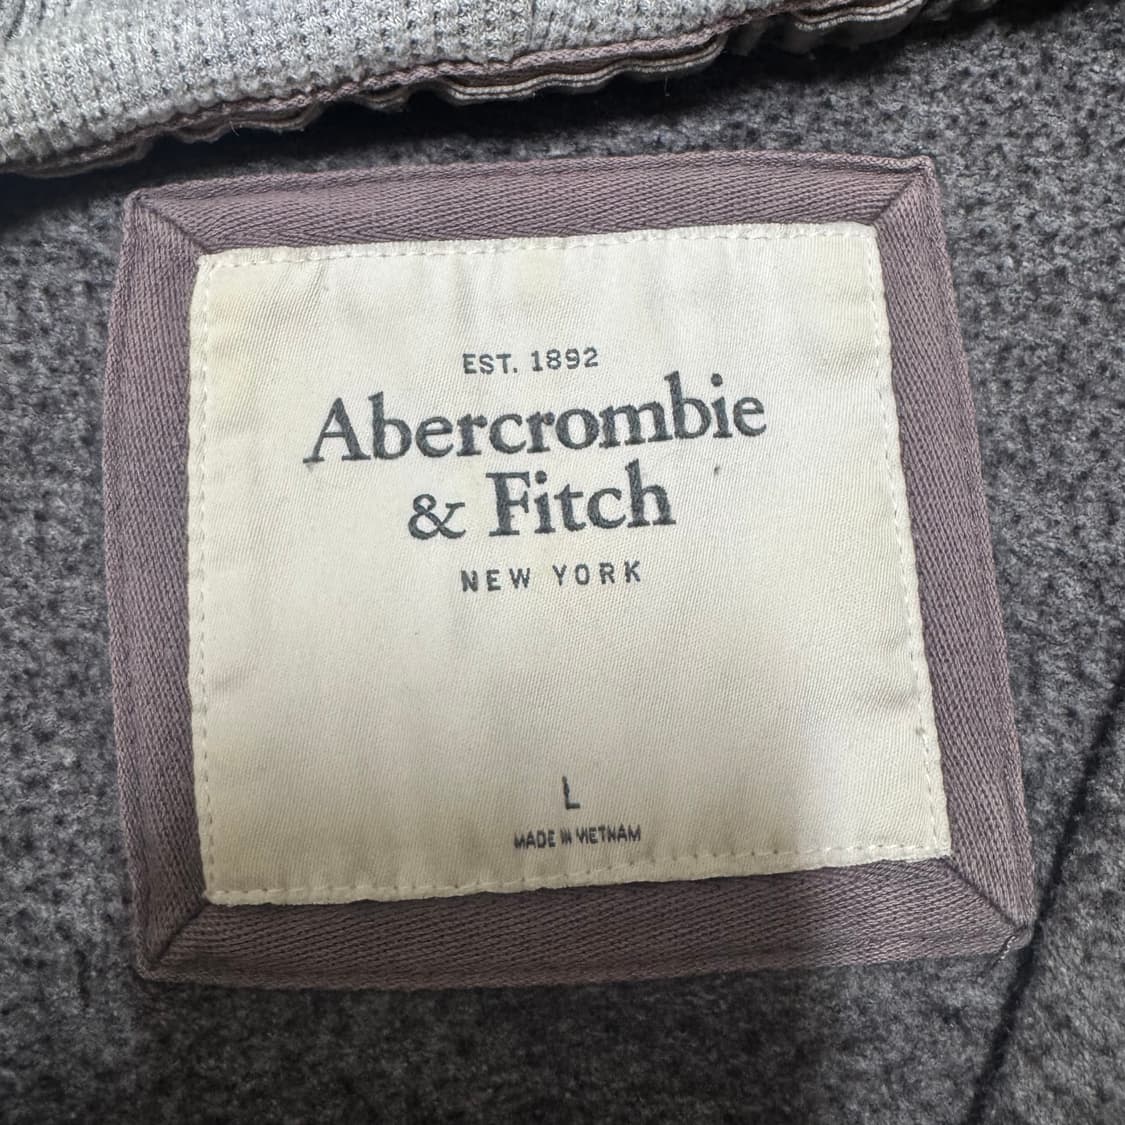 EST. 1892
Abercrombie
& Fitch
NEW YORK
L
MADE IN VIETNAM